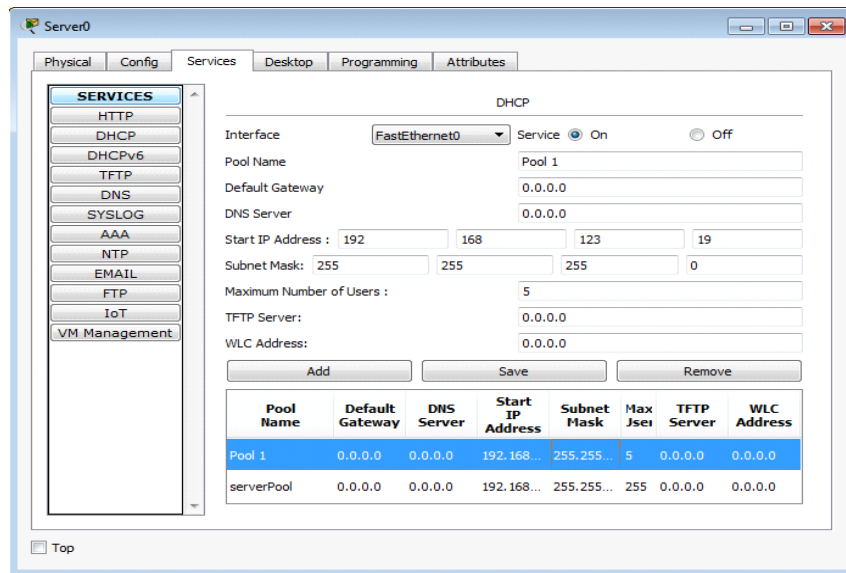 Server0
Physical Config Services Desktop Programming Attributes
SERVICES
HTTP
DHCP
DHCPv6
TFTP
DNS
SYSLOG
AAA
NTP
EMAIL
FTP
IoT
VM Management
DHCP
Interface FastEthernet0 Service On Off
Pool Name Pool 1
Default Gateway 0.0.0.0
DNS Server 0.0.0.0
Start IP Address : 192 168 123 19
Subnet Mask: 255 255 255 0
Maximum Number of Users : 5
TFTP Server: 0.0.0.0
WLC Address: 0.0.0.0
Add Save Remove
Pool Name Default Gateway DNS Server Start IP Address Subnet Mask Max Jser TFTP Server WLC Address
Pool 1 0.0.0.0 0.0.0.0 192.168... 255.255... 5 0.0.0.0 0.0.0.0
serverPool 0.0.0.0 0.0.0.0 192.168... 255.255... 255 0.0.0.0 0.0.0.0
Top